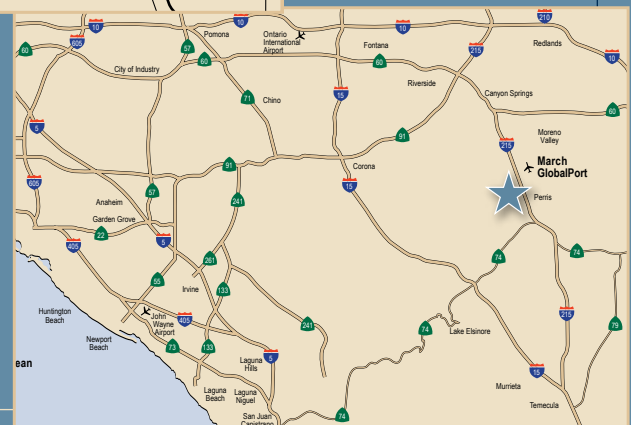 10
10
10
210
605
60
57
Pomona
Ontario
International
Airport
Fontana
215
Redlands
10
City of Industry
60
60
Riverside
71
Chino
15
Canyon Springs
60
5
Moreno
Valley
91
91
215
March
GlobalPort
Corona
605
57
15
Perris
Anaheim
241
Garden Grove
22
405
5
261
74
74
55
Irvine
133
Huntington
Beach
John
Wayne
Airport
405
241
74
215
79
Lake Elsinore
Newport
Beach
73
133
ean
Laguna
Hills
5
15
Murrieta
Laguna
Beach
Laguna
Niguel
Temecula
San Juan
Capistrano
74